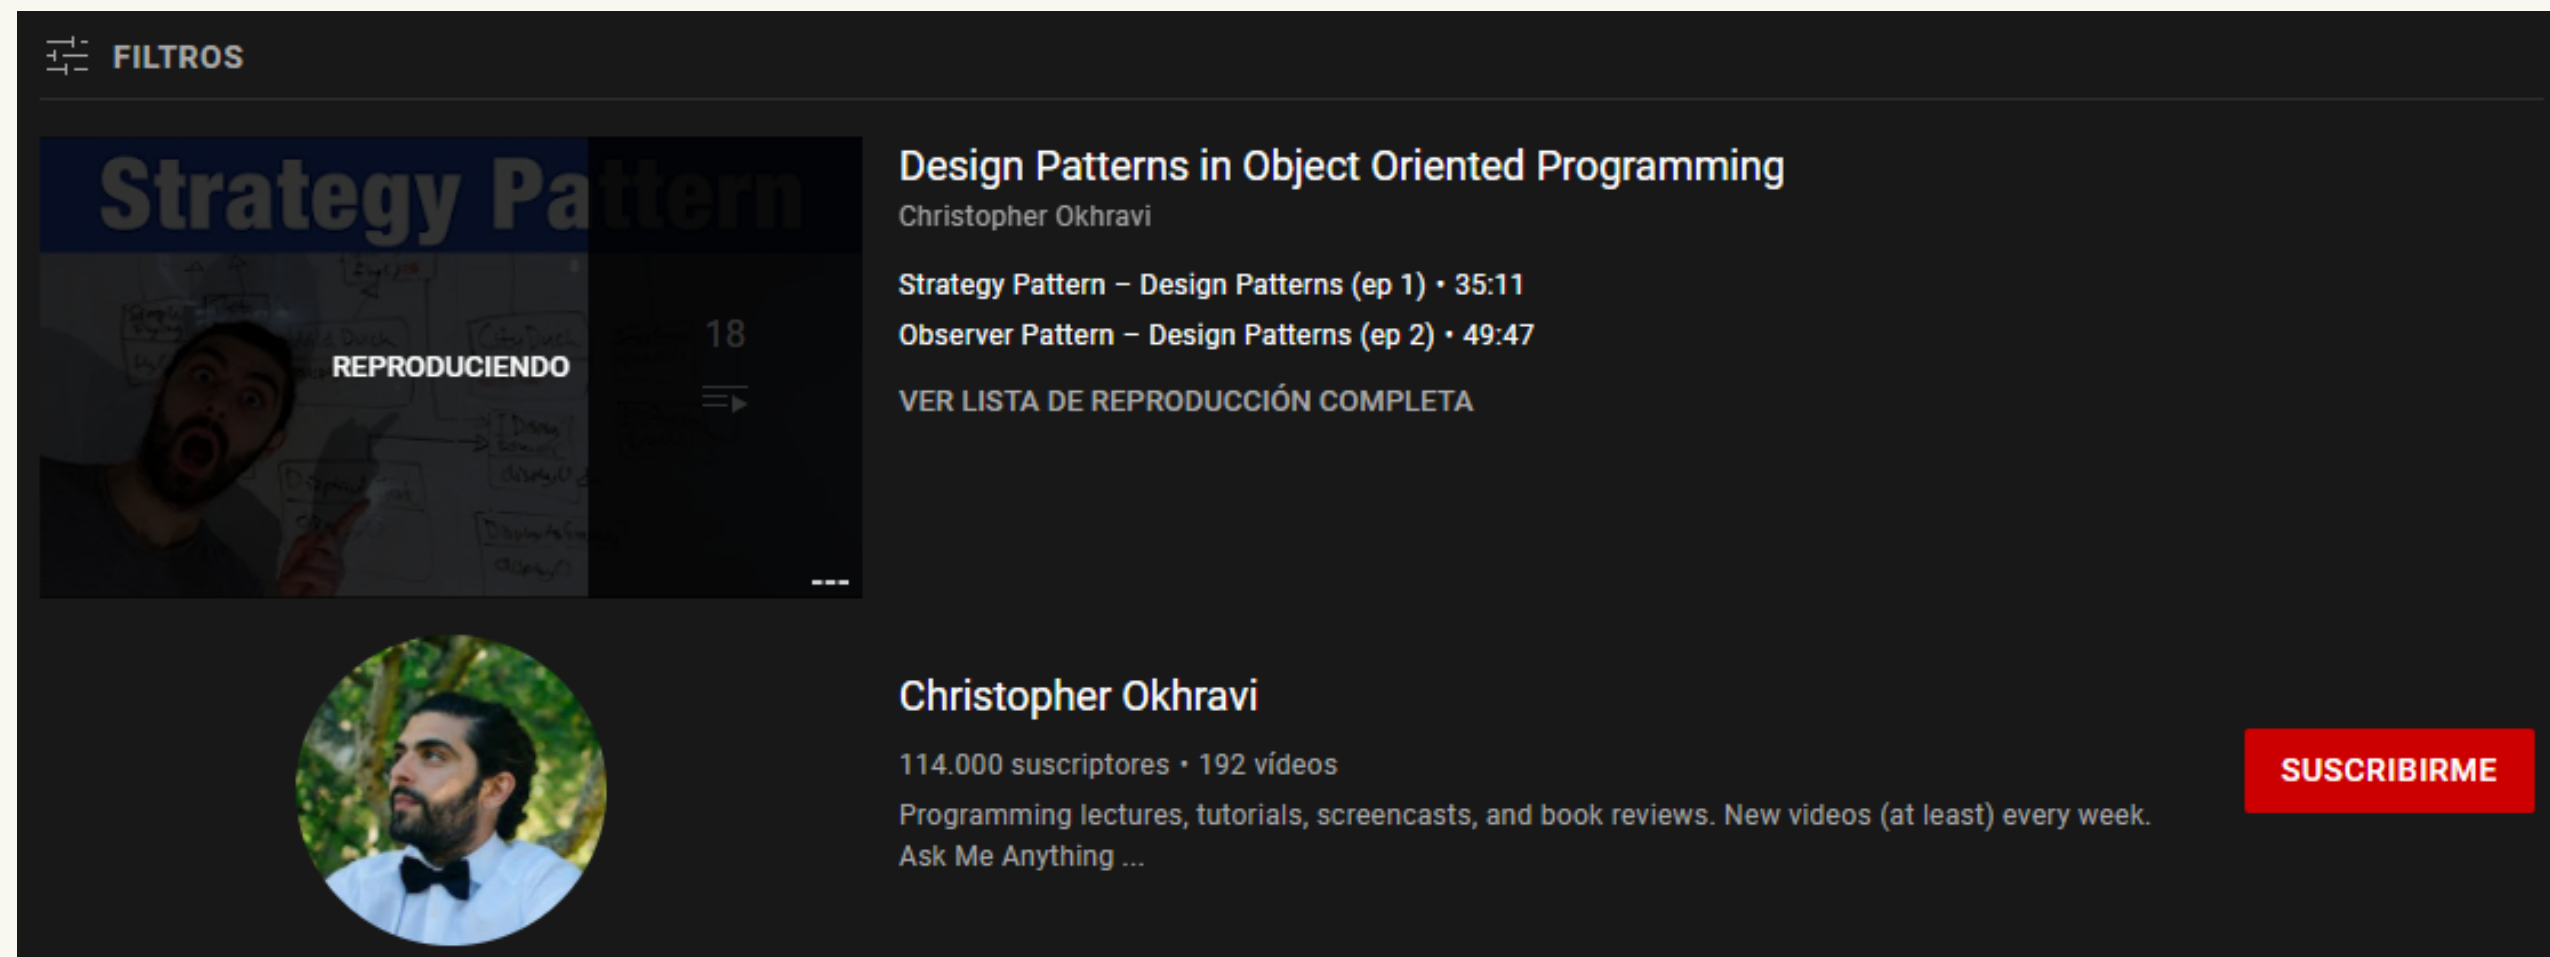 FILTROS
Strategy Pattern
18
REPRODUCIENDO
---
Design Patterns in Object Oriented Programming
Christopher Okhravi
Strategy Pattern – Design Patterns (ep 1) • 35:11
Observer Pattern – Design Patterns (ep 2) • 49:47
VER LISTA DE REPRODUCCIÓN COMPLETA
Christopher Okhravi
114.000 suscriptores • 192 vídeos
Programming lectures, tutorials, screencasts, and book reviews. New videos (at least) every week.
Ask Me Anything ...
SUSCRIBIRME